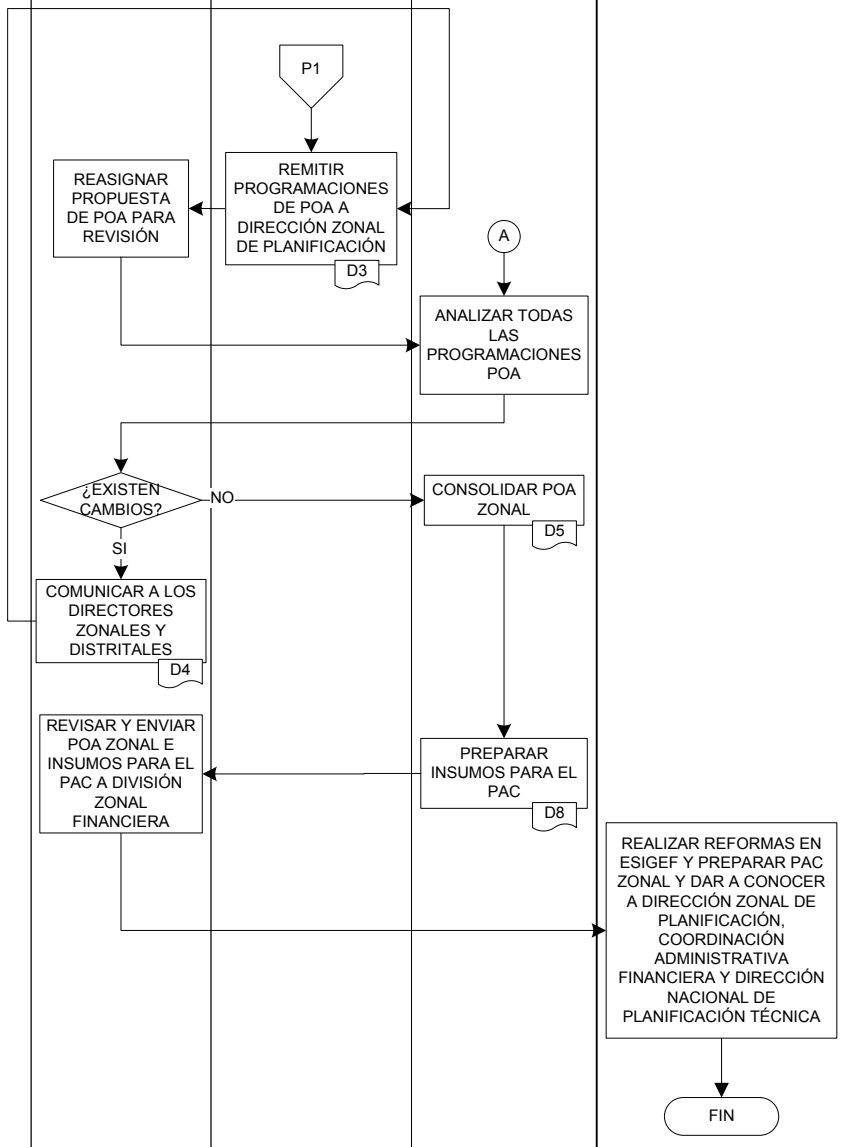 P1
REMITIR
PROGRAMACIONES
DE POA A
DIRECCIÓN ZONAL
DE PLANIFICACIÓN
D3
REASIGNAR
PROPUESTA
DE POA PARA
REVISIÓN
A
ANALIZAR TODAS
LAS
PROGRAMACIONES
POA
¿EXISTEN
CAMBIOS?
NO
SI
CONSOLIDAR POA
ZONAL
D5
COMUNICAR A LOS
DIRECTORES
ZONALES Y
DISTRITALES
D4
PREPARAR
INSUMOS PARA EL
PAC
D8
REVISAR Y ENVIAR
POA ZONAL E
INSUMOS PARA EL
PAC A DIVISIÓN
ZONAL
FINANCIERA
REALIZAR REFORMAS EN
ESIGEF Y PREPARAR PAC
ZONAL Y DAR A CONOCER
A DIRECCIÓN ZONAL DE
PLANIFICACIÓN,
COORDINACIÓN
ADMINISTRATIVA
FINANCIERA Y DIRECCIÓN
NACIONAL DE
PLANIFICACIÓN TÉCNICA
FIN